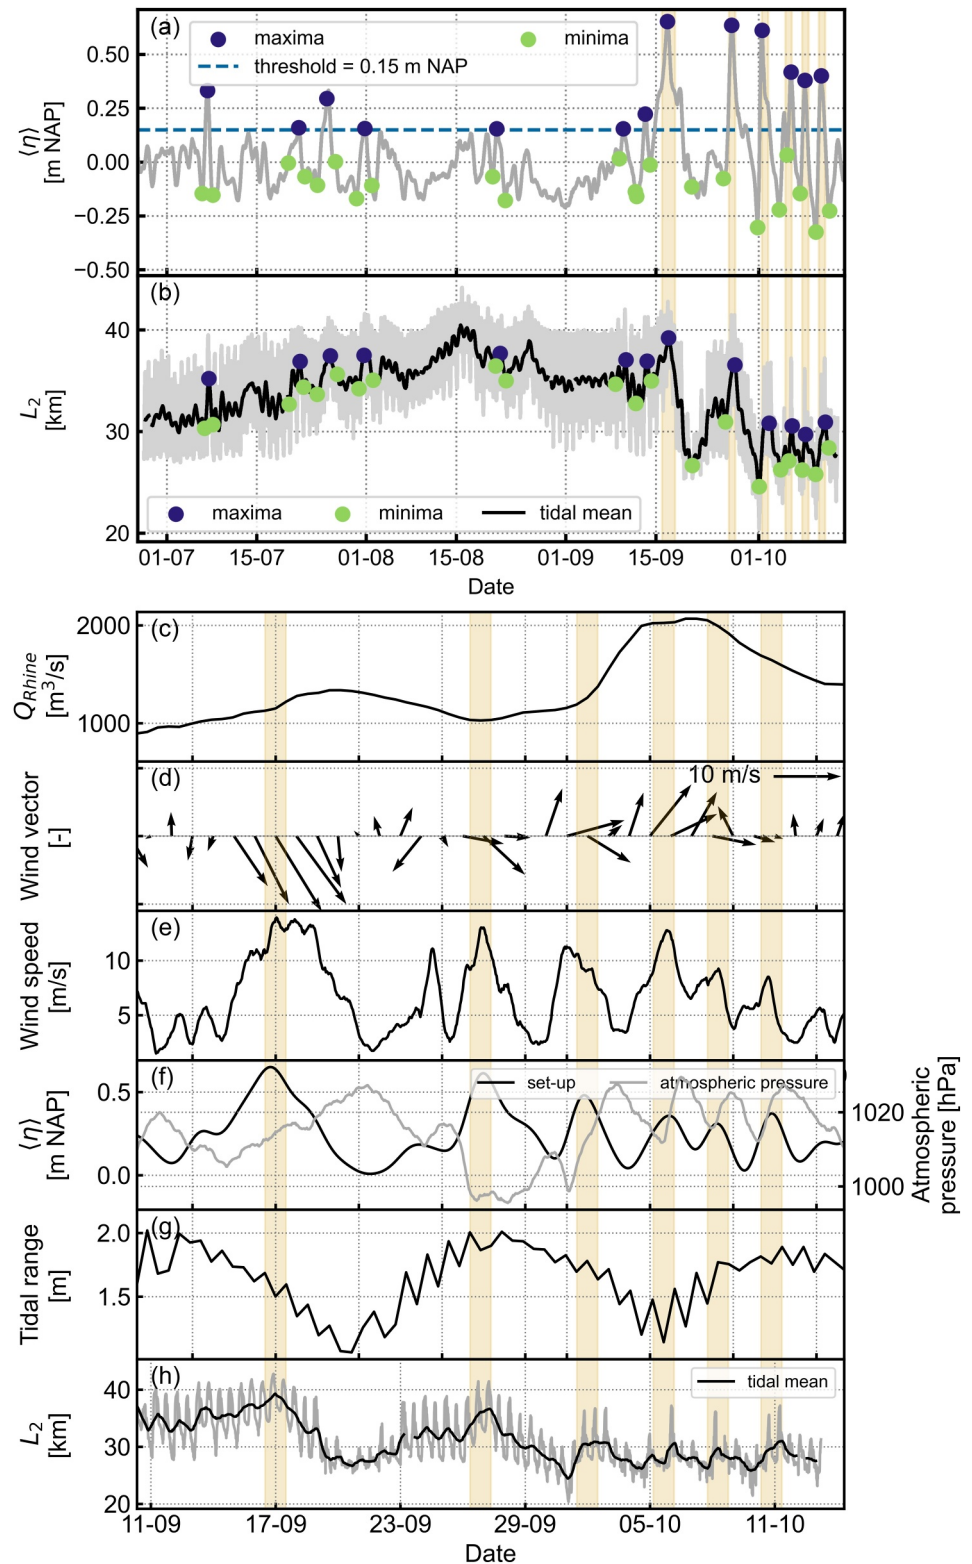 (a)
maxima
minima
threshold = 0.15 m NAP
0.50
0.25
0.00
−0.25
−0.50
⟨η⟩
[m NAP]
(b)
40
30
20
L2
[km]
maxima
minima
tidal mean
01-07
15-07
01-08
15-08
01-09
15-09
01-10
Date
(c)
2000
1000
QRhine
[m³/s]
(d)
10 m/s
Wind vector
[-]
(e)
10
5
Wind speed
[m/s]
(f)
set-up
atmospheric pressure
0.5
0.0
⟨η⟩
[m NAP]
1020
1000
Atmospheric
pressure [hPa]
(g)
2.0
1.5
Tidal range
[m]
(h)
tidal mean
40
30
20
L2
[km]
11-09
17-09
23-09
29-09
05-10
11-10
Date